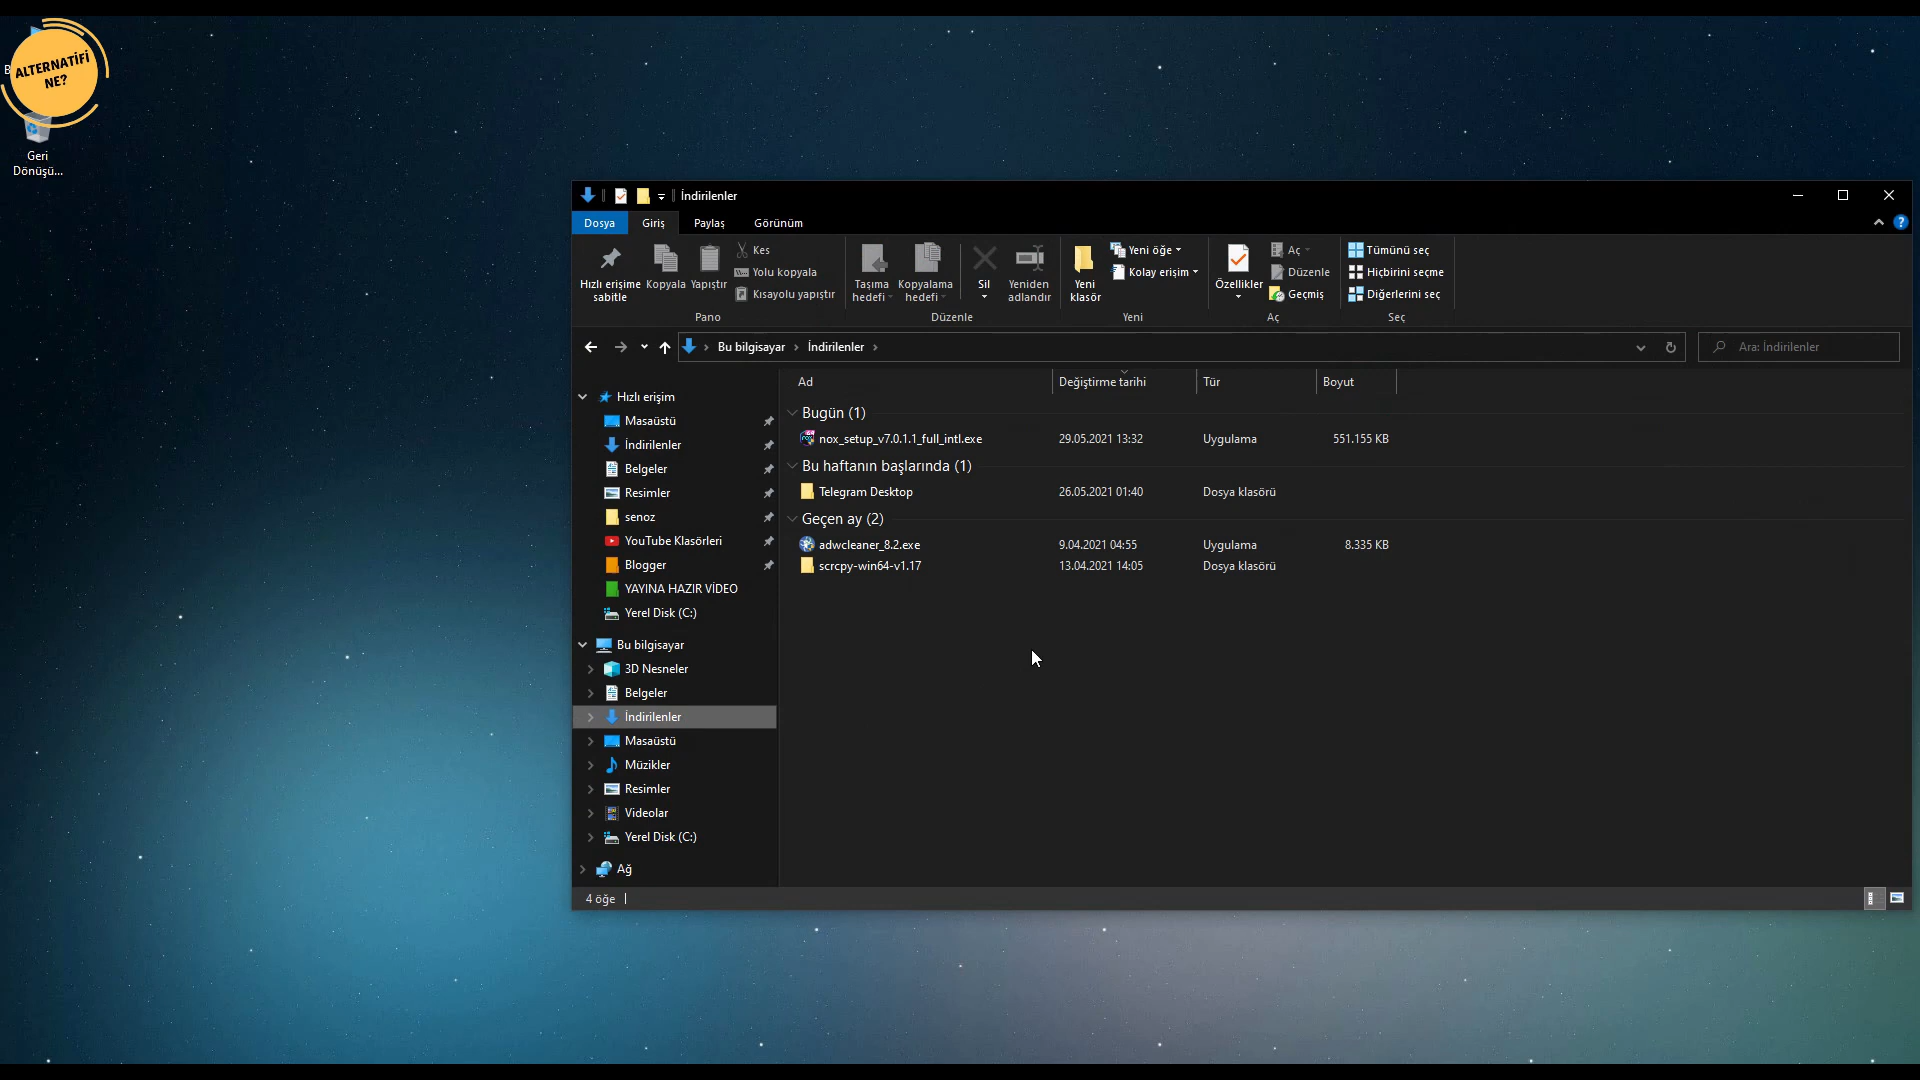 ALTERNATİFİ
NE?
B
Geri
Dönüşü...
İndirilenler
Dosya Giriş Paylaş Görünüm
Hızlı erişime
sabitle
Kopyala
Yapıştır
Kes
Yolu kopyala
Kısayolu yapıştır
Pano
Taşıma
hedefi
Kopyalama
hedefi
Sil
Yeniden
adlandır
Düzenle
Yeni
klasör
Yeni öğe
Kolay erişim
Yeni
Özellikler
Aç
Düzenle
Geçmiş
Aç
Tümünü seç
Hiçbirini seçme
Diğerlerini seç
Seç
Bu bilgisayar > İndirilenler >
Ara: İndirilenler
Hızlı erişim
Masaüstü
İndirilenler
Belgeler
Resimler
senoz
YouTube Klasörleri
Blogger
YAYINA HAZIR VİDEO
Yerel Disk (C:)
Bu bilgisayar
3D Nesneler
Belgeler
İndirilenler
Masaüstü
Müzikler
Resimler
Videolar
Yerel Disk (C:)
Ağ
Ad Değiştirme tarihi Tür Boyut
Bugün (1)
nox_setup_v7.0.1.1_full_intl.exe 29.05.2021 13:32 Uygulama 551.155 KB
Bu haftanın başlarında (1)
Telegram Desktop 26.05.2021 01:40 Dosya klasörü
Geçen ay (2)
adwcleaner_8.2.exe 9.04.2021 04:55 Uygulama 8.335 KB
scrcpy-win64-v1.17 13.04.2021 14:05 Dosya klasörü
4 öğe